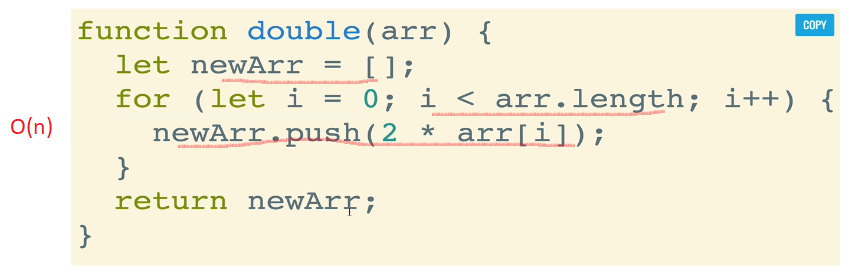 function double(arr) {
COPY
let newArr = [];
for (let i = 0; i < arr.length; i++) {
O(n)
newArr.push(2 * arr[i]);
}
return newArr;
}